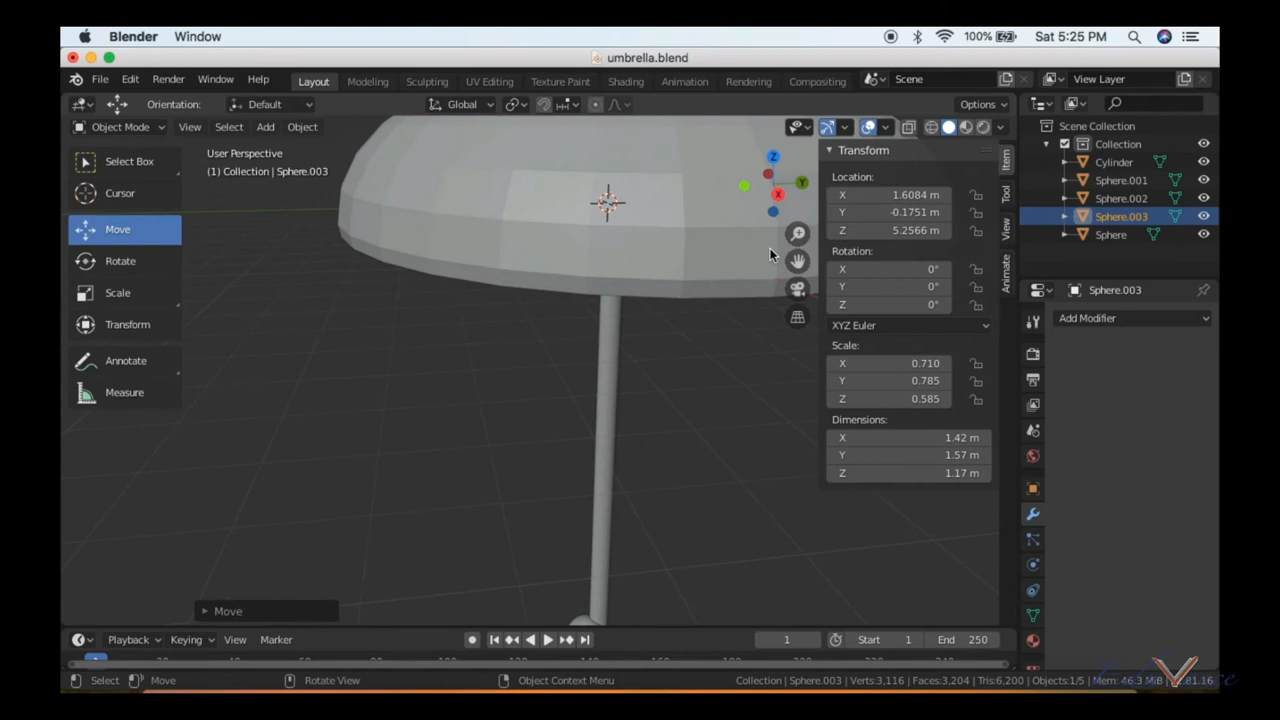 Blender Window 100% Sat 5:25 PM
umbrella.blend
File Edit Render Window Help Layout Modeling Sculpting UV Editing Texture Paint Shading Animation Rendering Compositing Scene View Layer
Orientation: Default Global Options
Object Mode View Select Add Object
Scene Collection
Collection
Cylinder
Sphere.001
Sphere.002
Sphere.003
Sphere
Sphere.003
Add Modifier
Select Box
Cursor
Move
Rotate
Scale
Transform
Annotate
Measure
User Perspective
(1) Collection | Sphere.003
Z
Y
X
Transform
Location:
X 1.6084 m
Y -0.1751 m
Z 5.2566 m
Rotation:
X 0°
Y 0°
Z 0°
XYZ Euler
Scale:
X 0.710
Y 0.785
Z 0.585
Dimensions:
X 1.42 m
Y 1.57 m
Z 1.17 m
Item
Tool
View
Animate
Move
Playback Keying View Marker 1 Start 1 End 250
Select Move Rotate View Object Context Menu Collection | Sphere.003 | Verts:3,116 | Faces:3,204 | Tris:6,200 | Objects:1/5 | Mem: 46.3 MiB